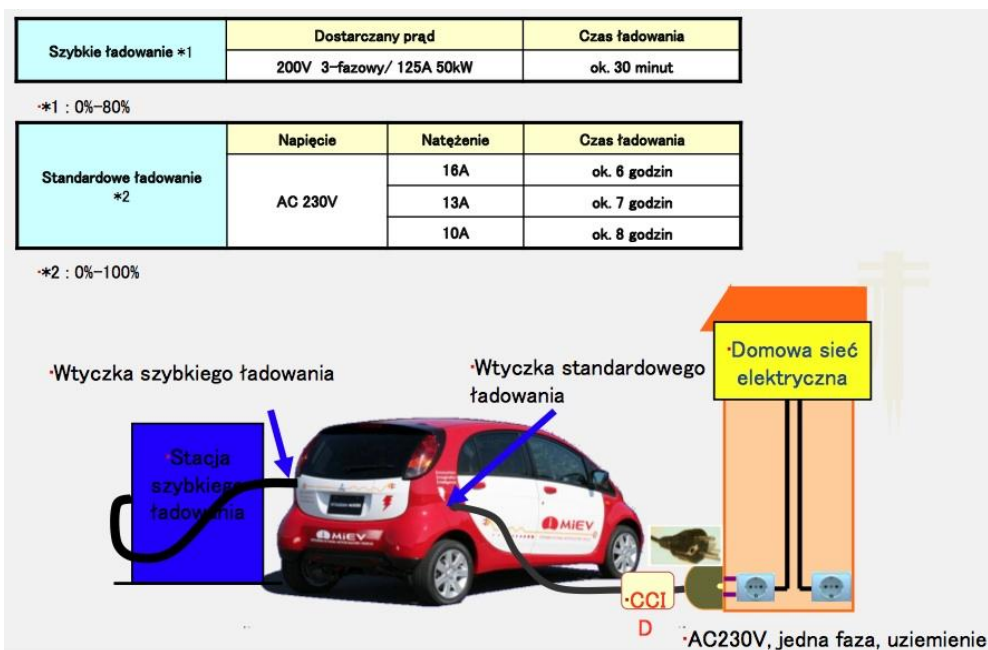 Szybkie ładowanie *1
Dostarczany prąd
Czas ładowania
200V 3-fazowy/ 125A 50kW
ok. 30 minut
·*1 : 0%-80%
Standardowe ładowanie
*2
Napięcie
Natężenie
Czas ładowania
AC 230V
16A
ok. 6 godzin
13A
ok. 7 godzin
10A
ok. 8 godzin
·*2 : 0%-100%
·Wtyczka szybkiego ładowania
·Wtyczka standardowego
ładowania
·Domowa sieć
elektryczna
·Stacja
szybkiego
ładowania
MiEV
MiEV
·CCI
D
·AC230V, jedna faza, uziemienie